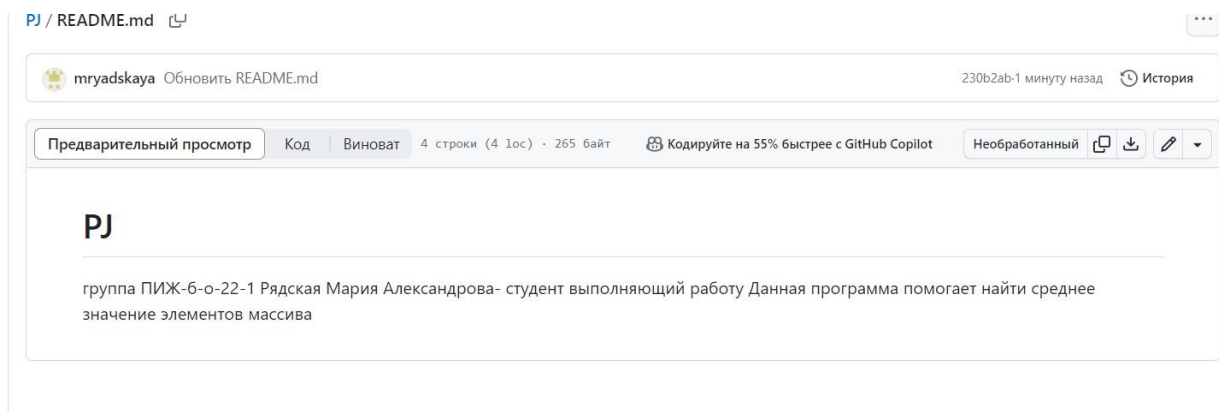 PJ / README.md
mryadskaya Обновить README.md 230b2ab·1 минуту назад История
Предварительный просмотр Код Виноват 4 строки (4 loc) · 265 байт Кодируйте на 55% быстрее с GitHub Copilot Необработанный
PJ
группа ПИЖ-б-о-22-1 Рядская Мария Александрова- студент выполняющий работу Данная программа помогает найти среднее
значение элементов массива